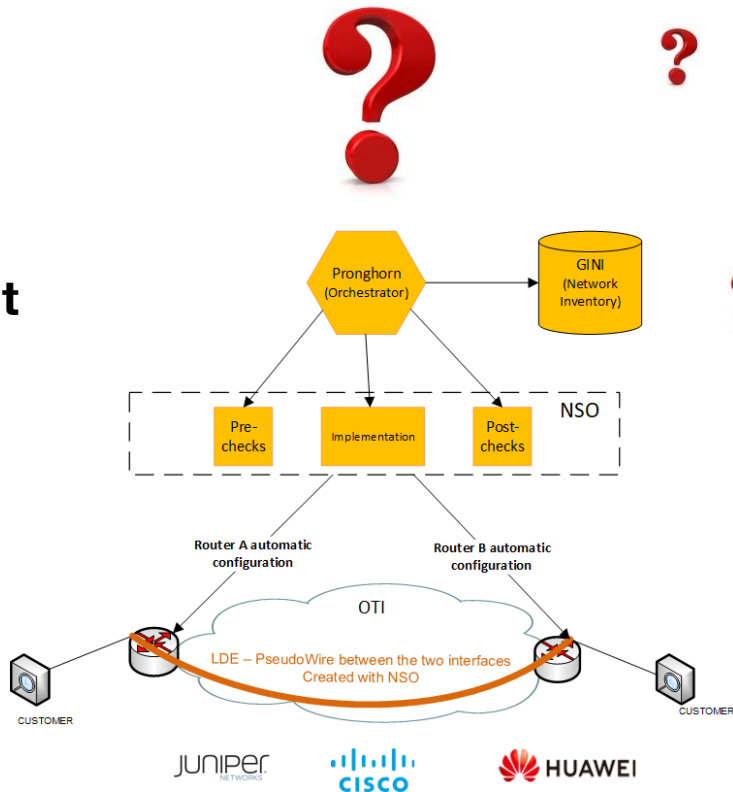 Pronghorn
(Orchestrator)
GINI
(Network
Inventory)
t
NSO
Pre-
checks
Implementation
Post-
checks
Router A automatic
configuration
Router B automatic
configuration
OTI
LDE – PseudoWire between the two interfaces
Created with NSO
CUSTOMER
CUSTOMER
JUNIPER
NETWORKS
CISCO
HUAWEI